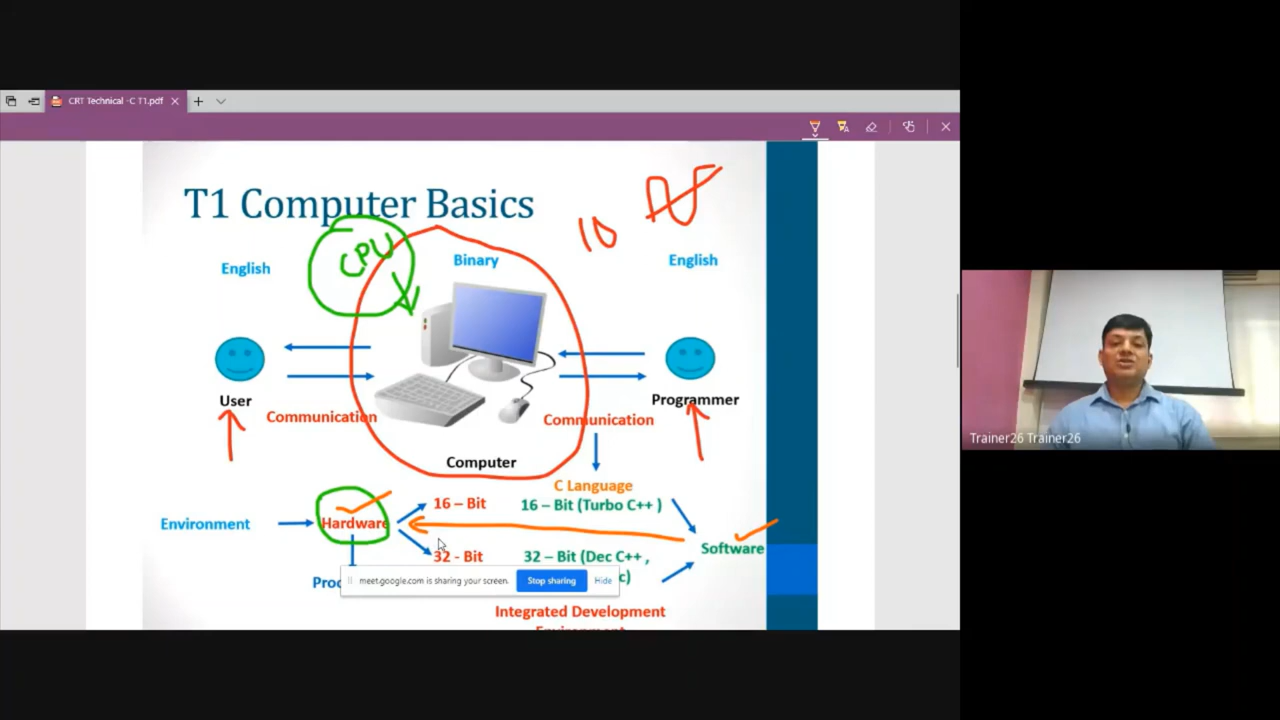 CRT Technical -C T1.pdf
T1 Computer Basics
10
CPU
English
Binary
English
User
Programmer
Communication
Communication
Computer
C Language
Environment
Hardware
16 – Bit
16 – Bit (Turbo C++ )
Software
32 - Bit
32 – Bit (Dec C++ ,
meet.google.com is sharing your screen.
Stop sharing
Hide
c)
Integrated Development
Trainer26 Trainer26